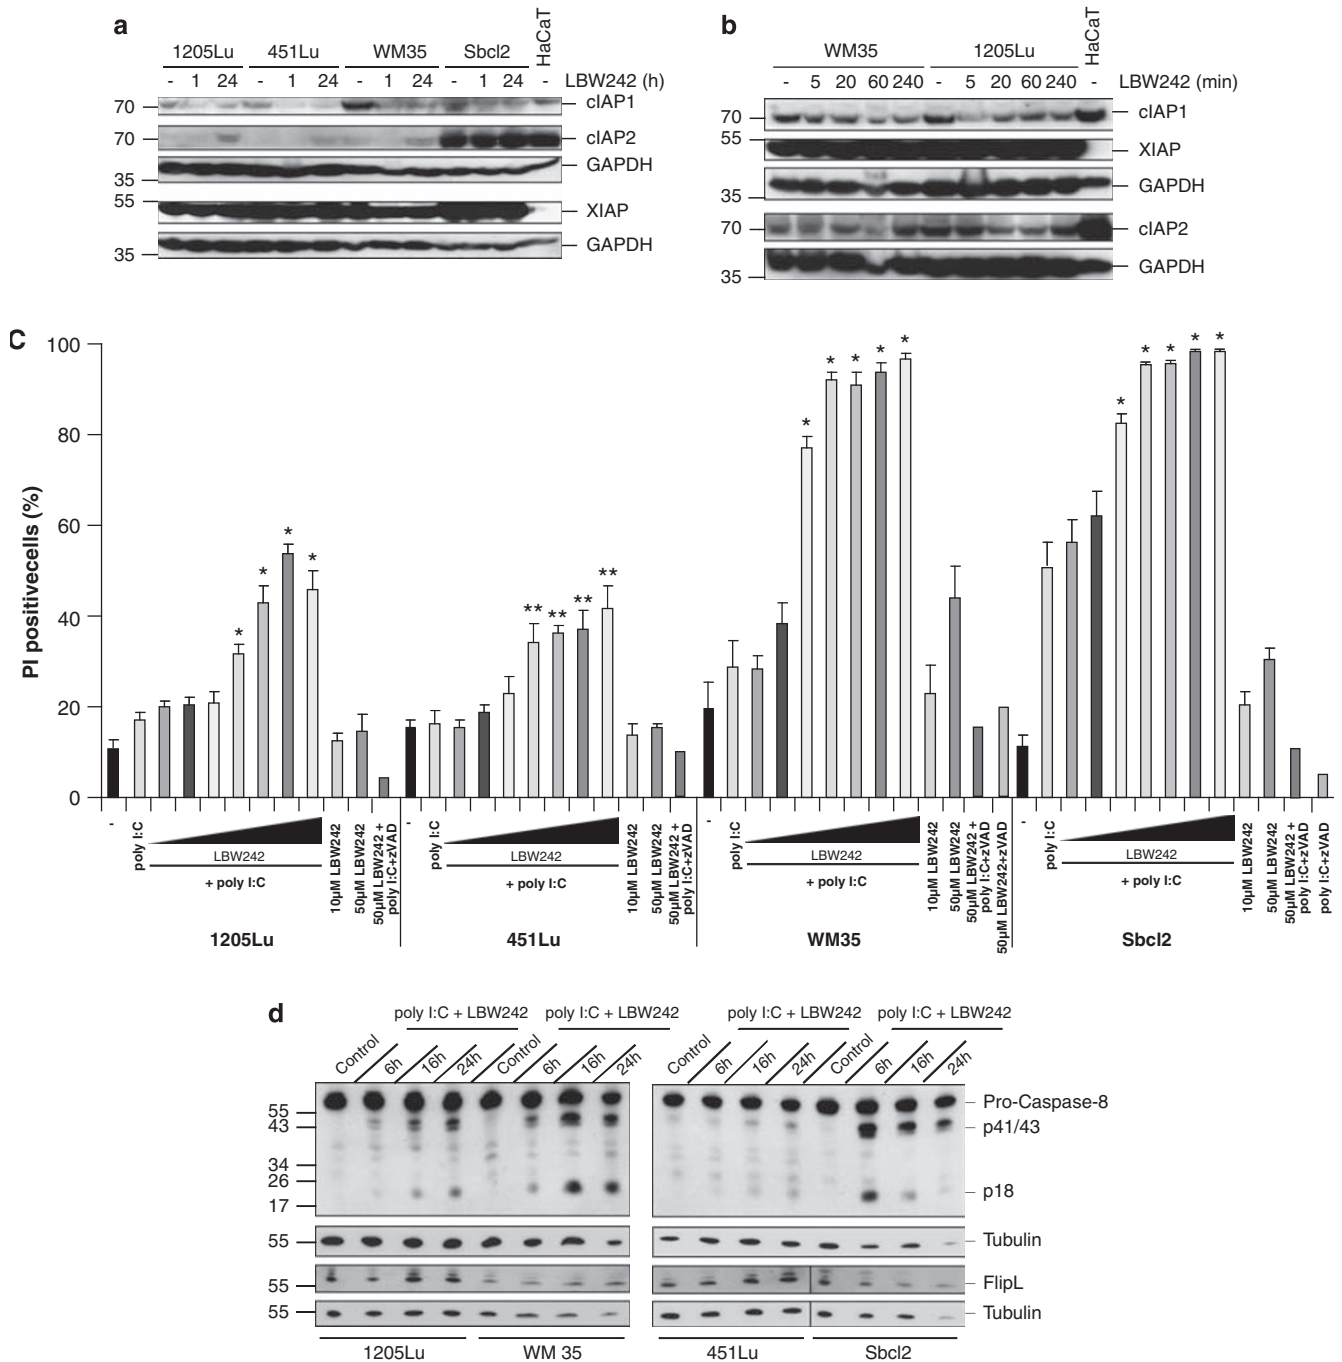 a
1205Lu 451Lu WM35 Sbcl2 HaCaT
- 1 24 - 1 24 - 1 24 - 1 24 - LBW242 (h)
70 cIAP1
70 cIAP2
35 GAPDH
55 XIAP
35 GAPDH
b
WM35 1205Lu HaCaT
- 5 20 60 240 - 5 20 60 240 - LBW242 (min)
70 cIAP1
55 XIAP
35 GAPDH
70 cIAP2
35 GAPDH
C
PI positivecells (%)
100
80
60
40
20
0
* * * *
** ** ** **
* * * * *
* * * * *
- poly I:C LBW242 + poly I:C 10µM LBW242 50µM LBW242 50µM LBW242 + poly I:C+zVAD
1205Lu
- poly I:C LBW242 + poly I:C 10µM LBW242 50µM LBW242 50µM LBW242 + poly I:C+zVAD
451Lu
- poly I:C LBW242 + poly I:C 10µM LBW242 50µM LBW242 50µM LBW242 + poly I:C+zVAD 50µM LBW242+zVAD
WM35
- poly I:C LBW242 + poly I:C 10µM LBW242 50µM LBW242 50µM LBW242 + poly I:C+zVAD poly I:C+zVAD
Sbcl2
d
poly I:C + LBW242 poly I:C + LBW242 poly I:C + LBW242 poly I:C + LBW242
Control 6h 16h 24h Control 6h 16h 24h Control 6h 16h 24h Control 6h 16h 24h
Pro-Caspase-8
55
43 p41/43
34
26
p18
17
55 Tubulin
55 FlipL
55 Tubulin
1205Lu WM 35 451Lu Sbcl2